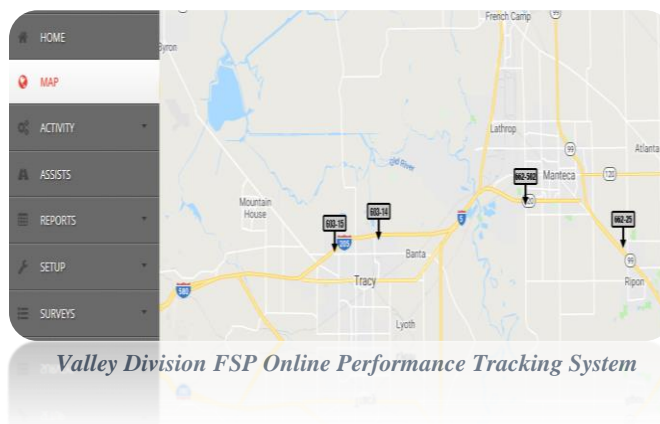 HOME
MAP
ACTIVITY
ASSISTS
REPORTS
SETUP
SURVEYS
French Camp
Byron
Lathrop
99
Atlanta
Old River
662-502
Manteca
120
Mountain
House
603-15
603-14
5
662-25
205
Banta
99
Tracy
580
Ripon
Lyoth
Valley Division FSP Online Performance Tracking System